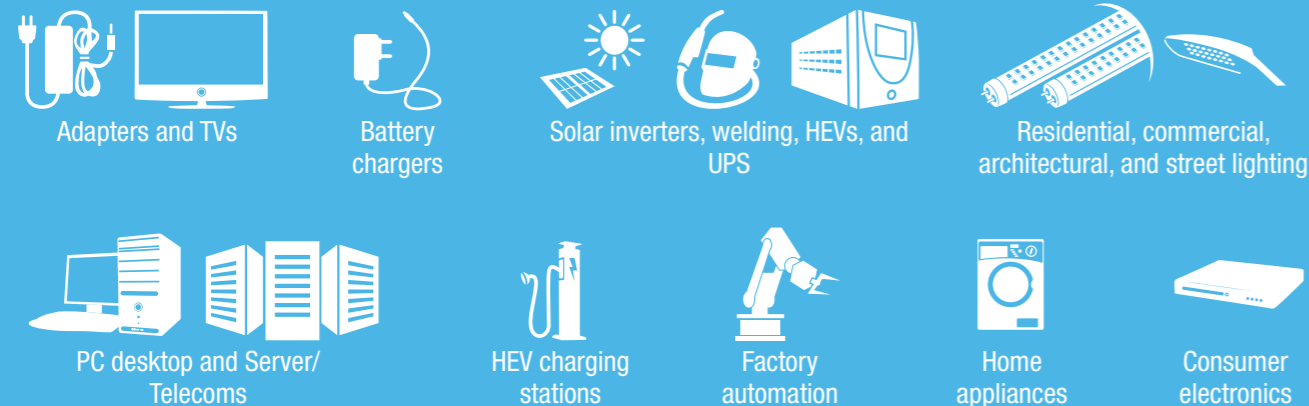 Adapters and TVs
Battery
chargers
Solar inverters, welding, HEVs, and
UPS
Residential, commercial,
architectural, and street lighting
PC desktop and Server/
Telecoms
HEV charging
stations
Factory
automation
Home
appliances
Consumer
electronics